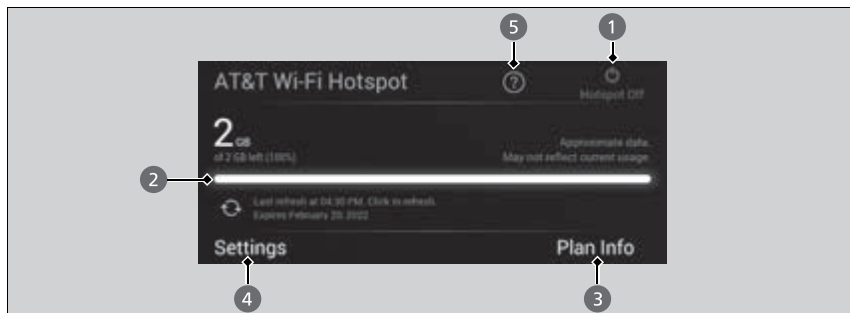 5 1
AT&T Wi-Fi Hotspot ?
Hotspot Off
2 GB
of 2 GB left (100%)
Approximate data.
May not reflect current usage
2
Last refresh at 04:30 PM. Click to refresh.
Expires February 20, 2022
Settings Plan Info
4 3